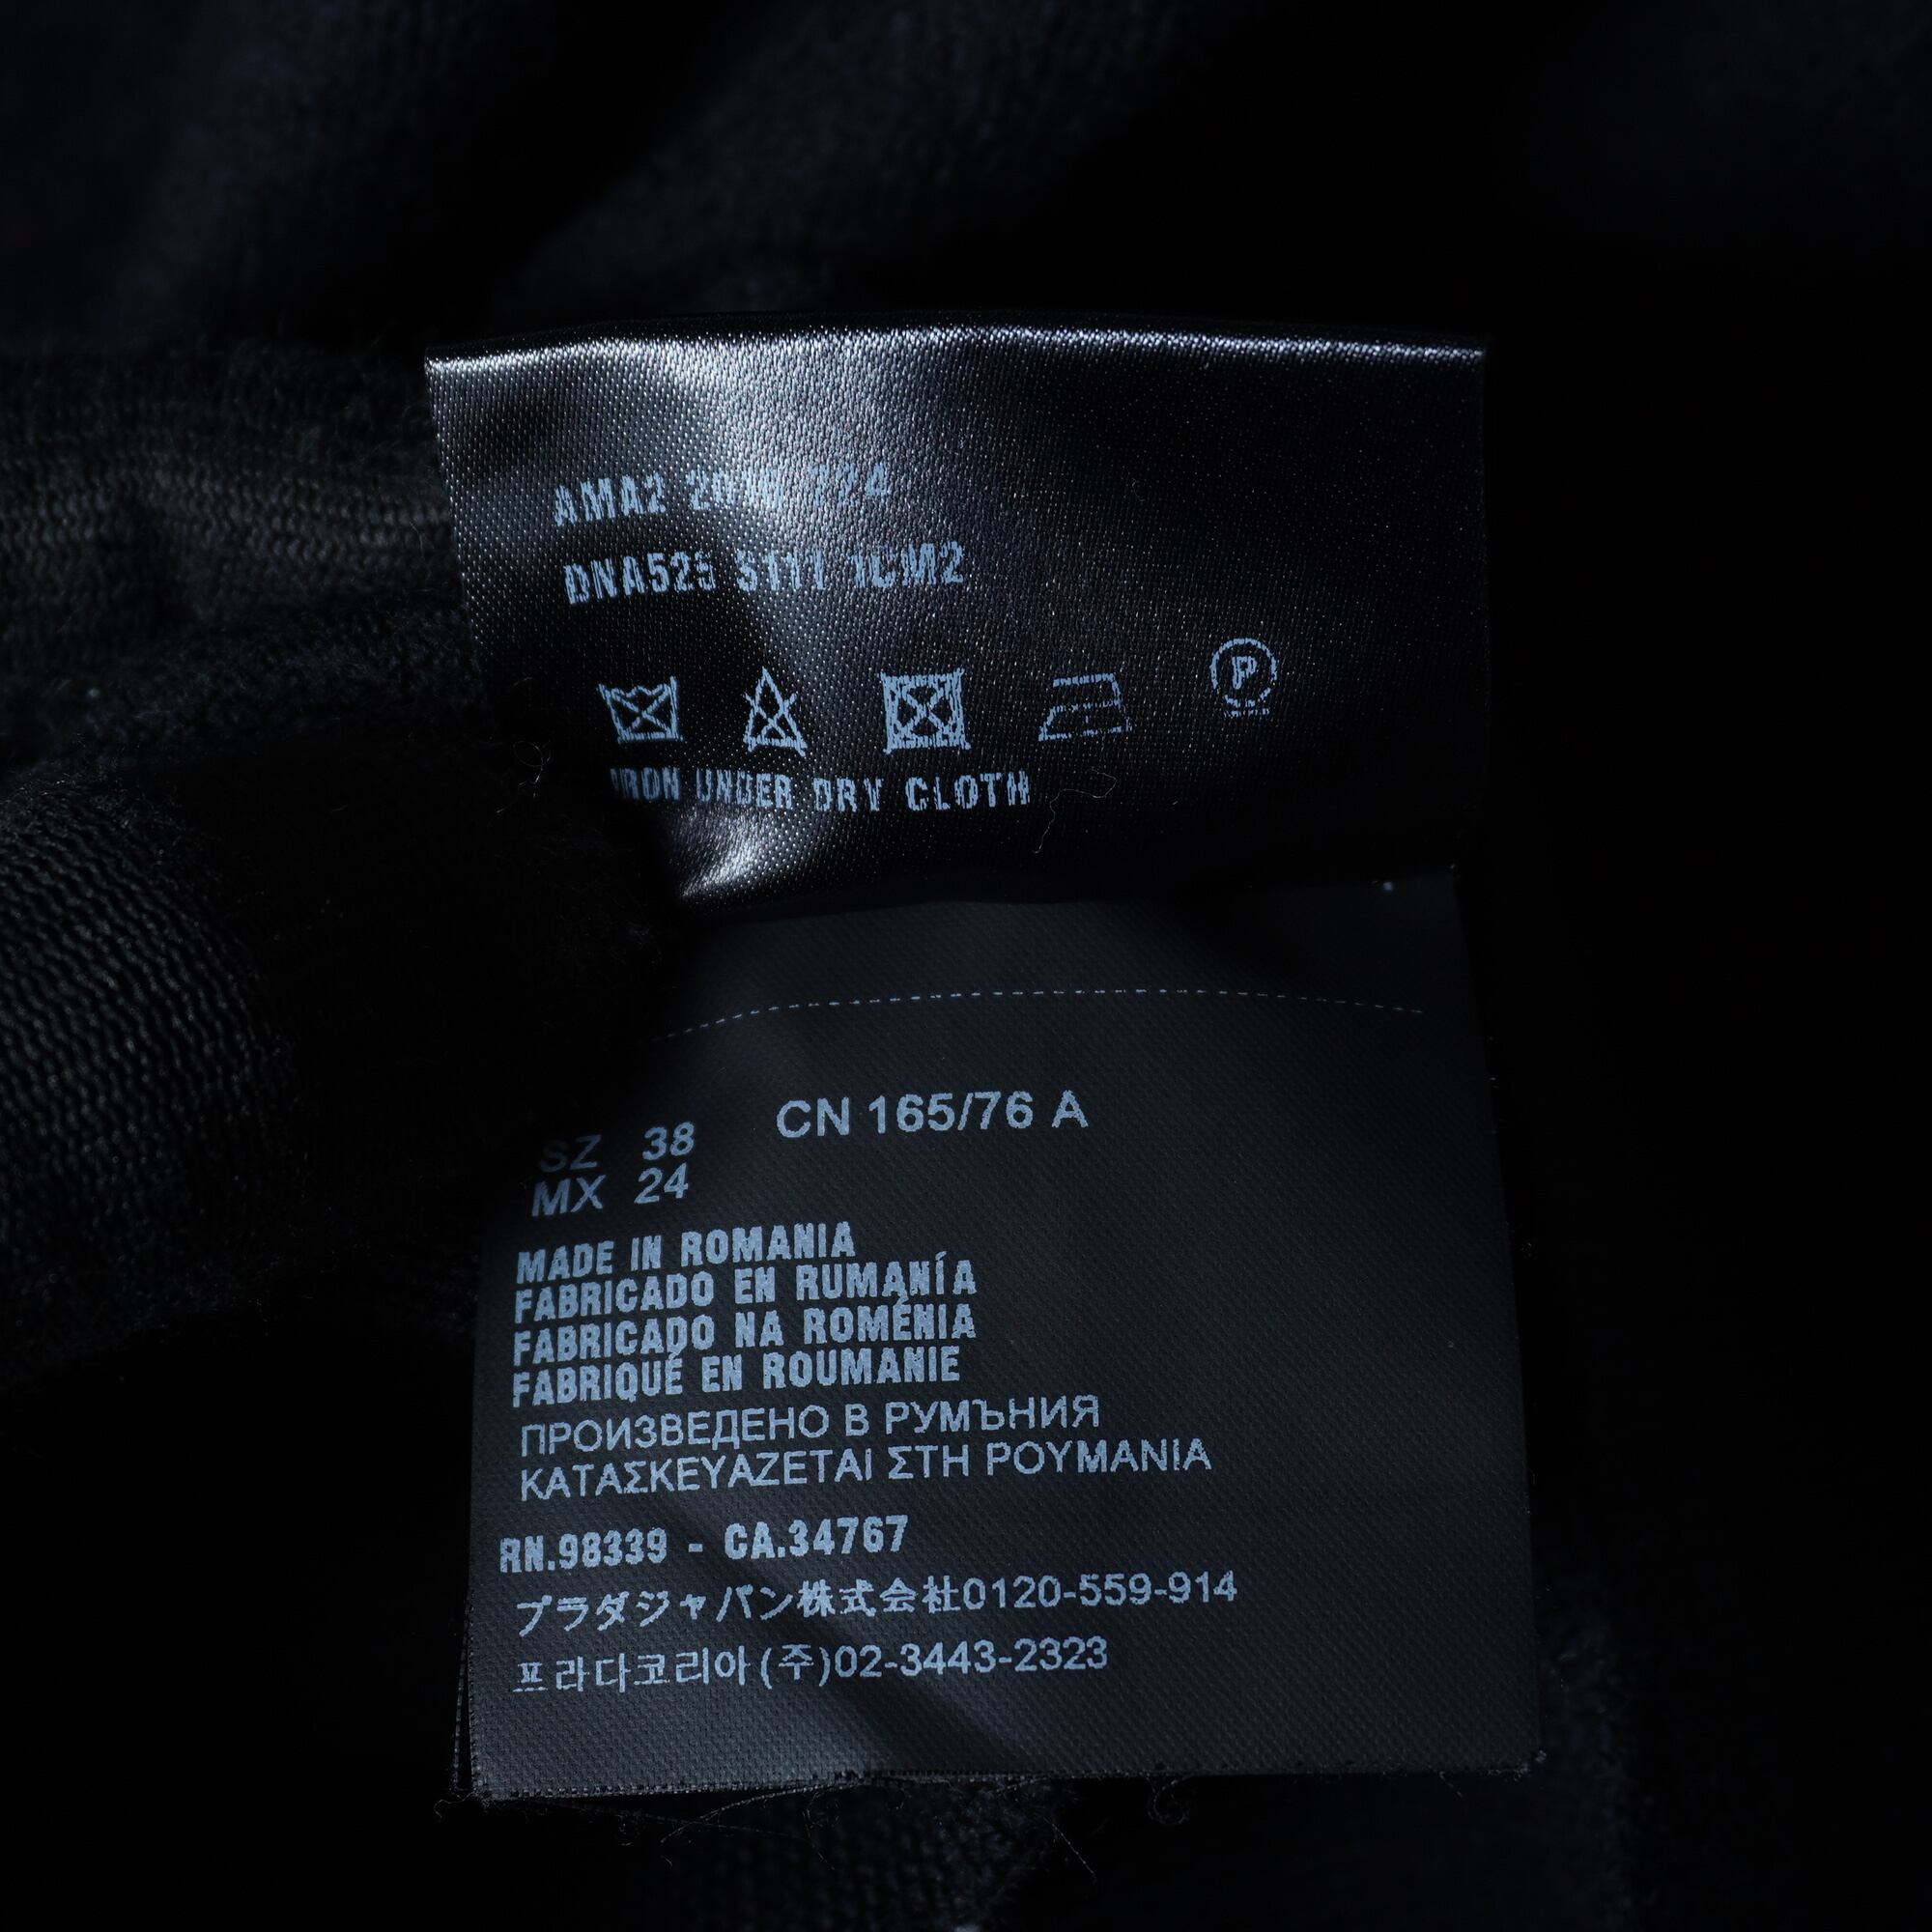 AMA2 724
DNA525 1CM2
P
IRON UNDER DRY CLOTH
CN 165/76 A
SZ 38
MX 24
MADE IN ROMANIA
FABRICADO EN RUMANÍA
FABRICADO NA ROMÉNIA
FABRIQUÉ EN ROUMANIE
ПРОИЗВЕДЕНО В РУМЪНИЯ
ΚΑΤΑΣΚΕΥΑΖΕΤΑΙ ΣΤΗ ΡΟΥΜΑΝΙΑ
RN.98339 - CA.34767
プラダジャパン株式会社0120-559-914
프라다코리아(주)02-3443-2323